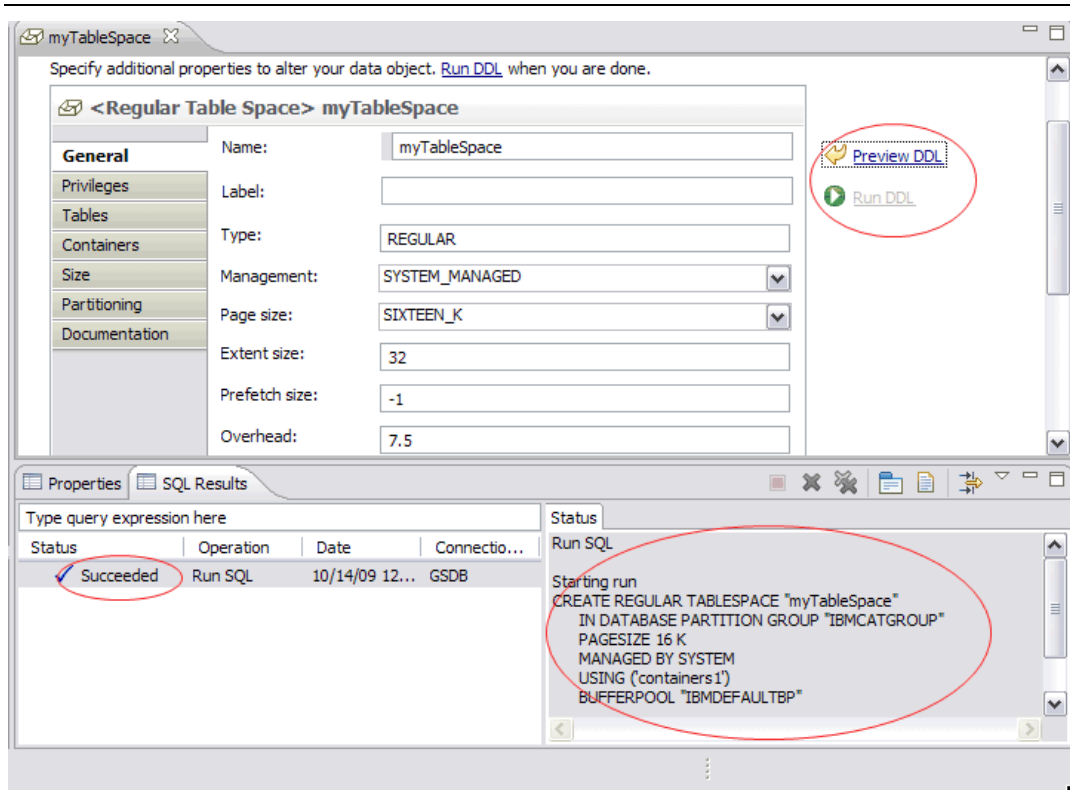 myTableSpace
Specify additional properties to alter your data object. Run DDL when you are done.
<Regular Table Space> myTableSpace
General
Privileges
Tables
Containers
Size
Partitioning
Documentation
Name: myTableSpace
Label:
Type: REGULAR
Management: SYSTEM_MANAGED
Page size: SIXTEEN_K
Extent size: 32
Prefetch size: -1
Overhead: 7.5
Preview DDL
Run DDL
Properties SQL Results
Type query expression here
Status Operation Date Connectio...
Succeeded Run SQL 10/14/09 12... GSDB
Status
Run SQL
Starting run
CREATE REGULAR TABLESPACE "myTableSpace"
IN DATABASE PARTITION GROUP "IBMCATGROUP"
PAGESIZE 16 K
MANAGED BY SYSTEM
USING ('containers1')
BUFFERPOOL "IBMDEFAULTBP"